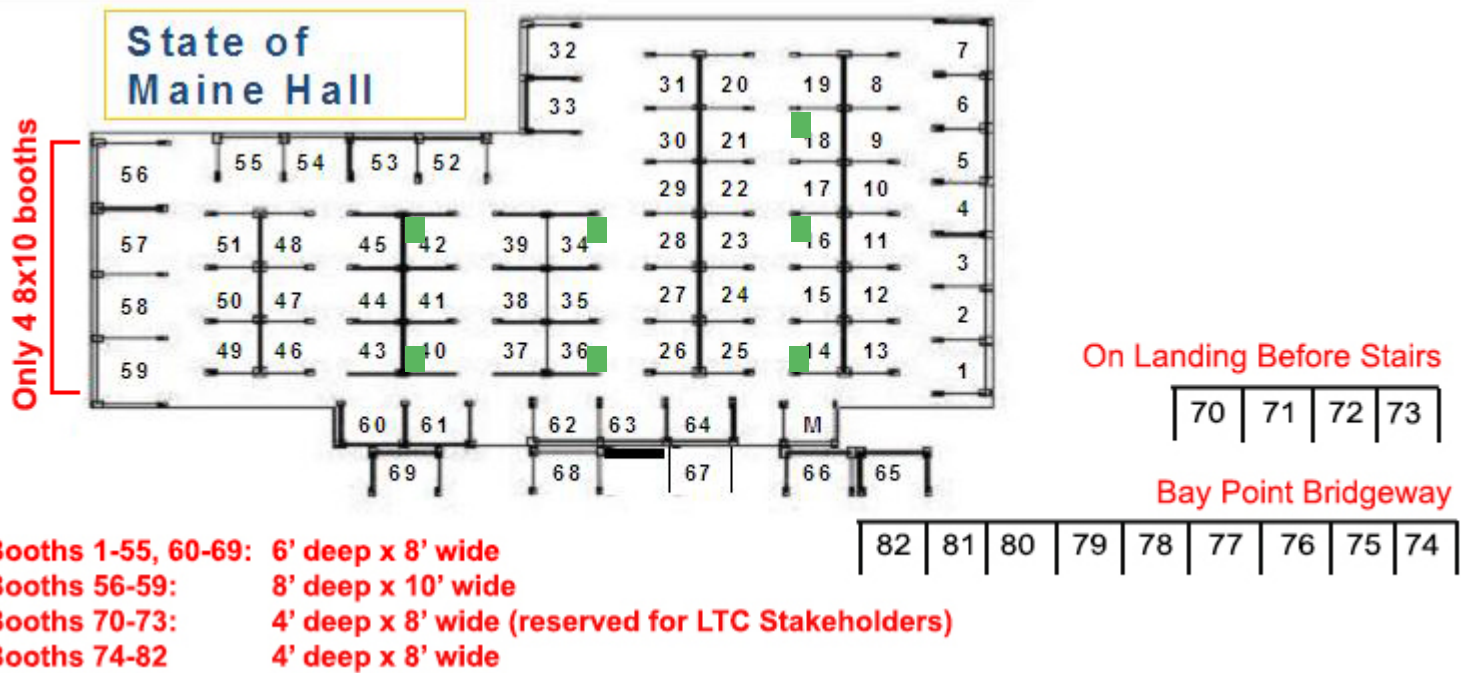 State of
Maine Hall
32
7
31 20 19 8
33
6
Only 4 8x10 booths
30 21 18 9
55 54 53 52
5
56
29 22 17 10
4
57
51 48 45 42 39 34 28 23 16 11
3
58
50 47 44 41 38 35 27 24 15 12
2
49 46 43 40 37 36 26 25 14 13
59
1
On Landing Before Stairs
70 71 72 73
60 61 62 63 64 M
69 68 67 66 65
Bay Point Bridgeway
82 81 80 79 78 77 76 75 74
Booths 1-55, 60-69: 6' deep x 8' wide
Booths 56-59: 8' deep x 10' wide
Booths 70-73: 4' deep x 8' wide (reserved for LTC Stakeholders)
Booths 74-82 4' deep x 8' wide